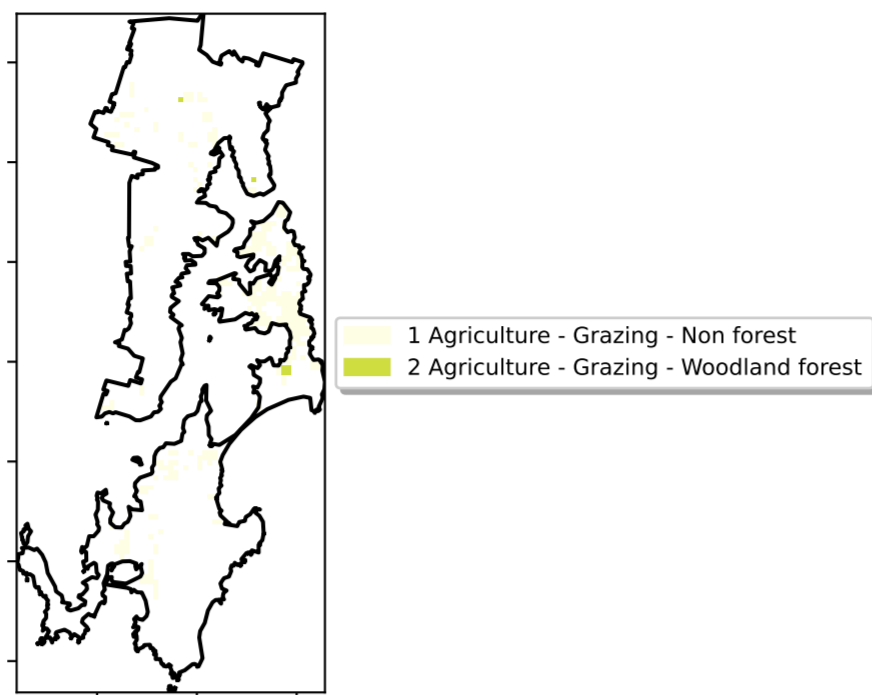 1 Agriculture - Grazing - Non forest
2 Agriculture - Grazing - Woodland forest